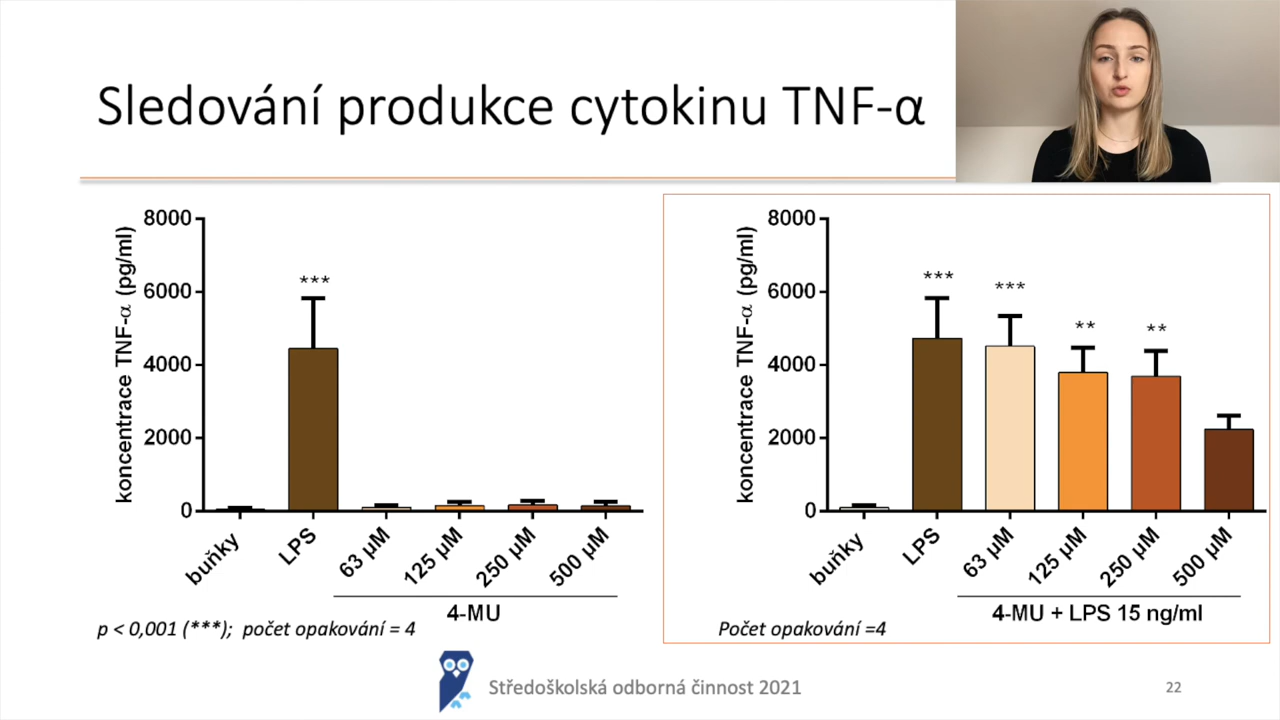 Sledování produkce cytokinu TNF-α
koncentrace TNF-α (pg/ml)
8000
6000
4000
2000
0
***
buňky
LPS
63 µM
125 µM
250 µM
500 µM
4-MU
p < 0,001 (***); počet opakování = 4
koncentrace TNF-α (pg/ml)
8000
6000
4000
2000
0
***
***
**
**
buňky
LPS
63 µM
125 µM
250 µM
500 µM
4-MU + LPS 15 ng/ml
Počet opakování =4
Středoškolská odborná činnost 2021
22